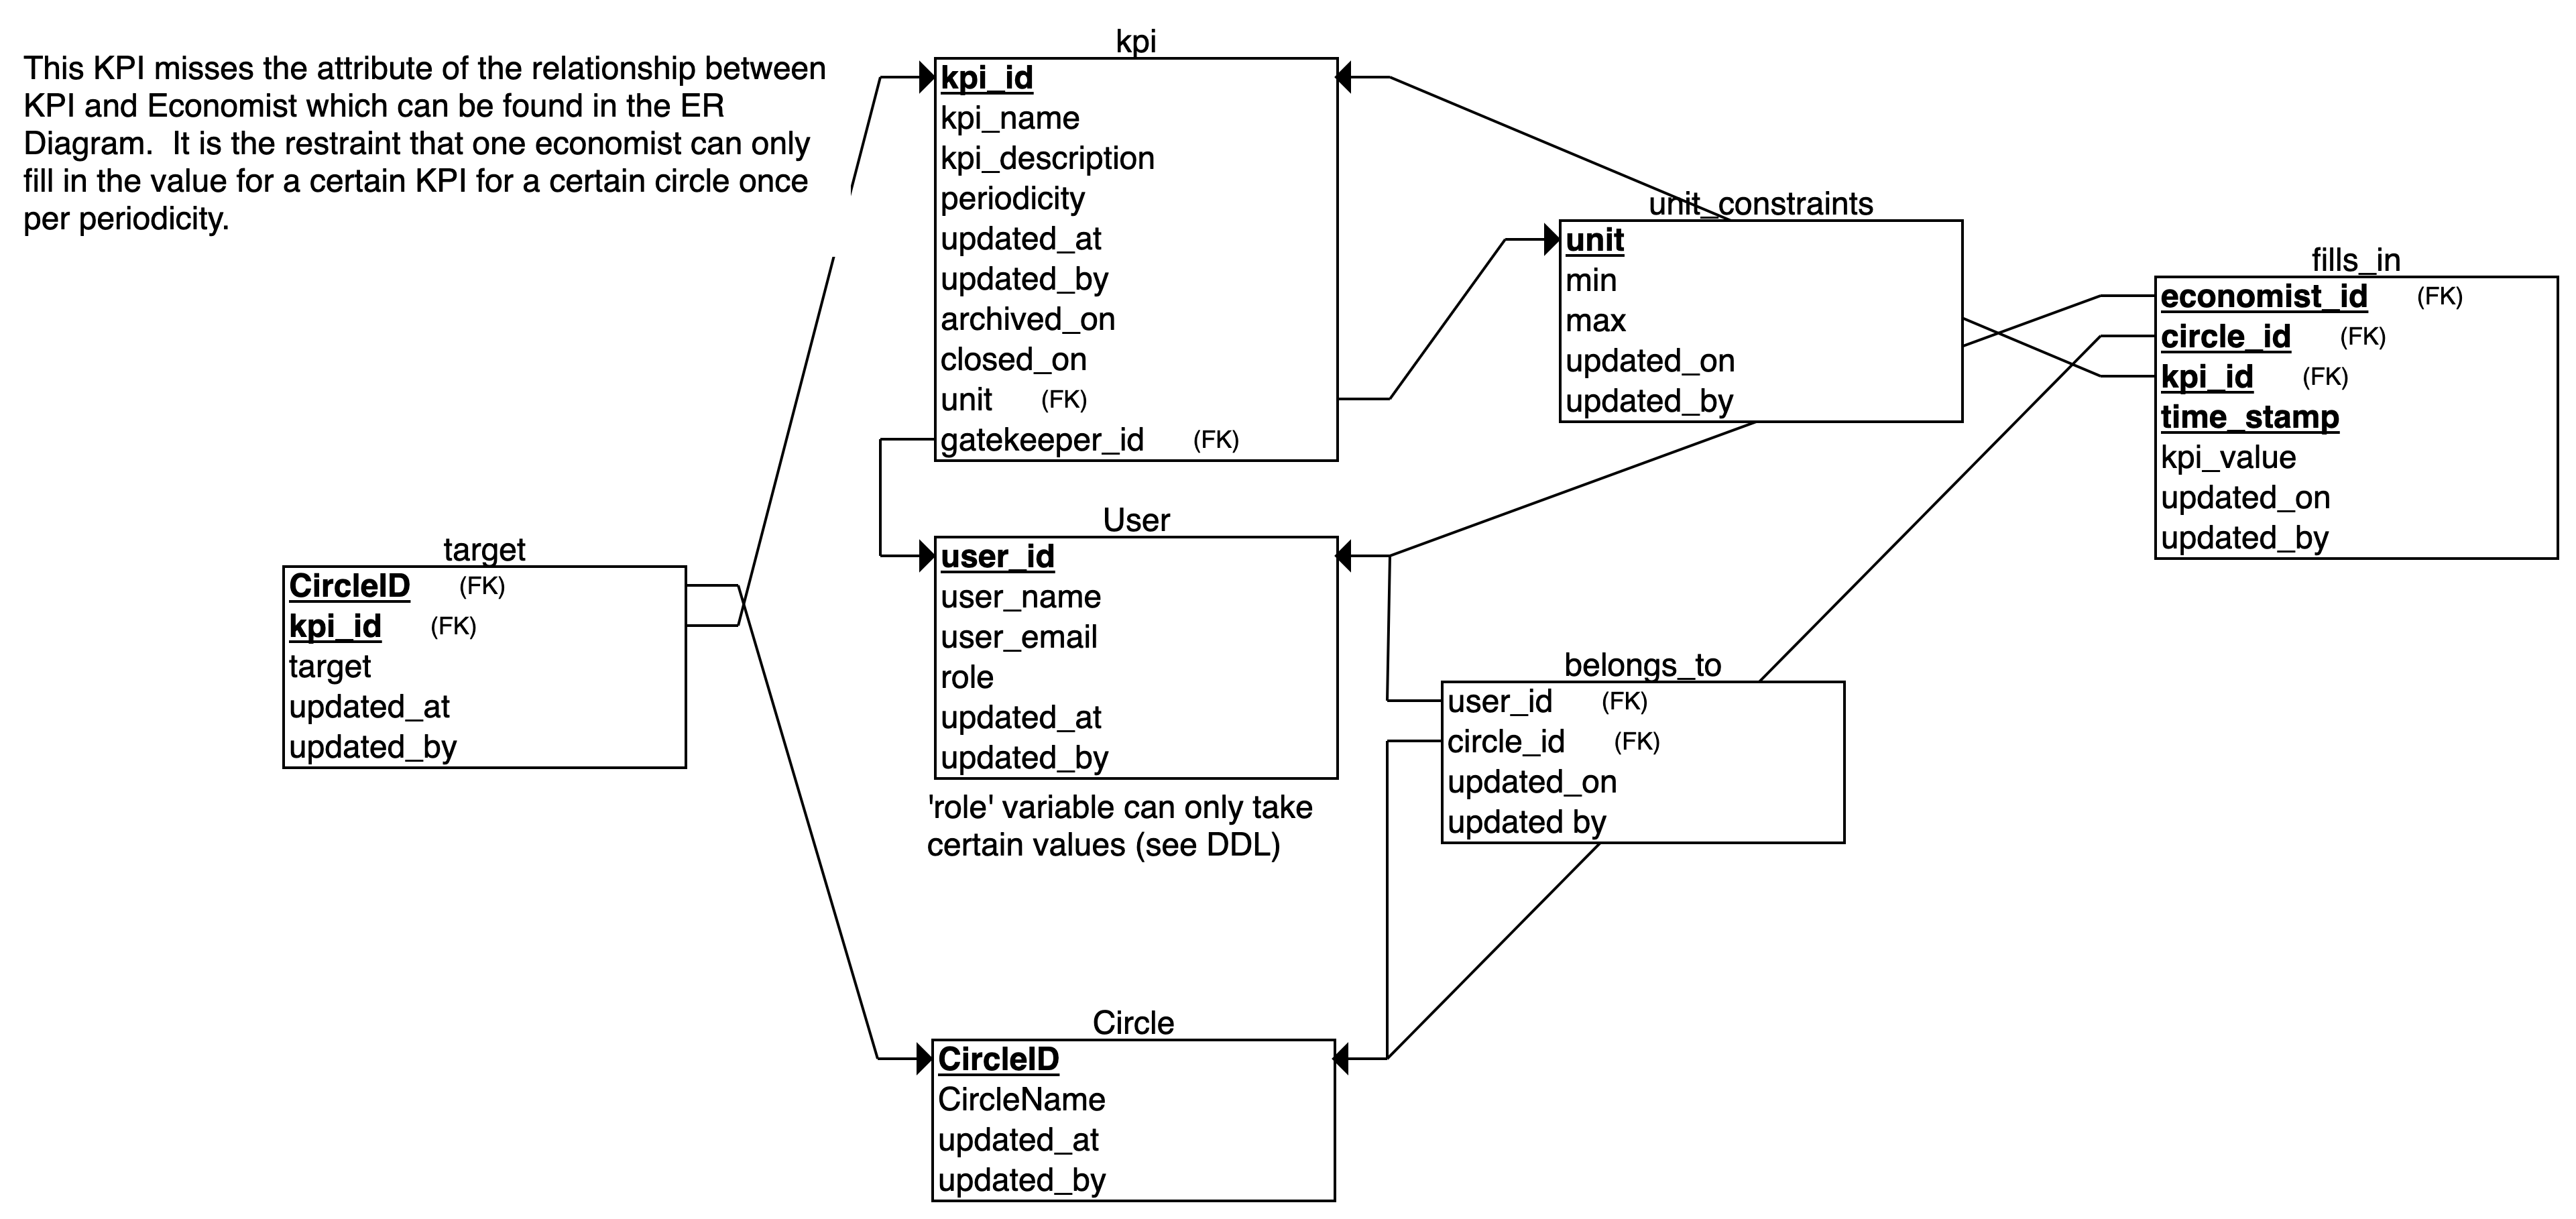 This KPI misses the attribute of the relationship between
KPI and Economist which can be found in the ER
Diagram.  It is the restraint that one economist can only
fill in the value for a certain KPI for a certain circle once
per periodicity.
kpi
kpi_id
kpi_name
kpi_description
periodicity
updated_at
updated_by
archived_on
closed_on
unit (FK)
gatekeeper_id (FK)
unit_constraints
unit
min
max
updated_on
updated_by
fills_in
economist_id (FK)
circle_id (FK)
kpi_id (FK)
time_stamp
kpi_value
updated_on
updated_by
target
CircleID (FK)
kpi_id (FK)
target
updated_at
updated_by
User
user_id
user_name
user_email
role
updated_at
updated_by
'role' variable can only take
certain values (see DDL)
belongs_to
user_id (FK)
circle_id (FK)
updated_on
updated by
Circle
CircleID
CircleName
updated_at
updated_by